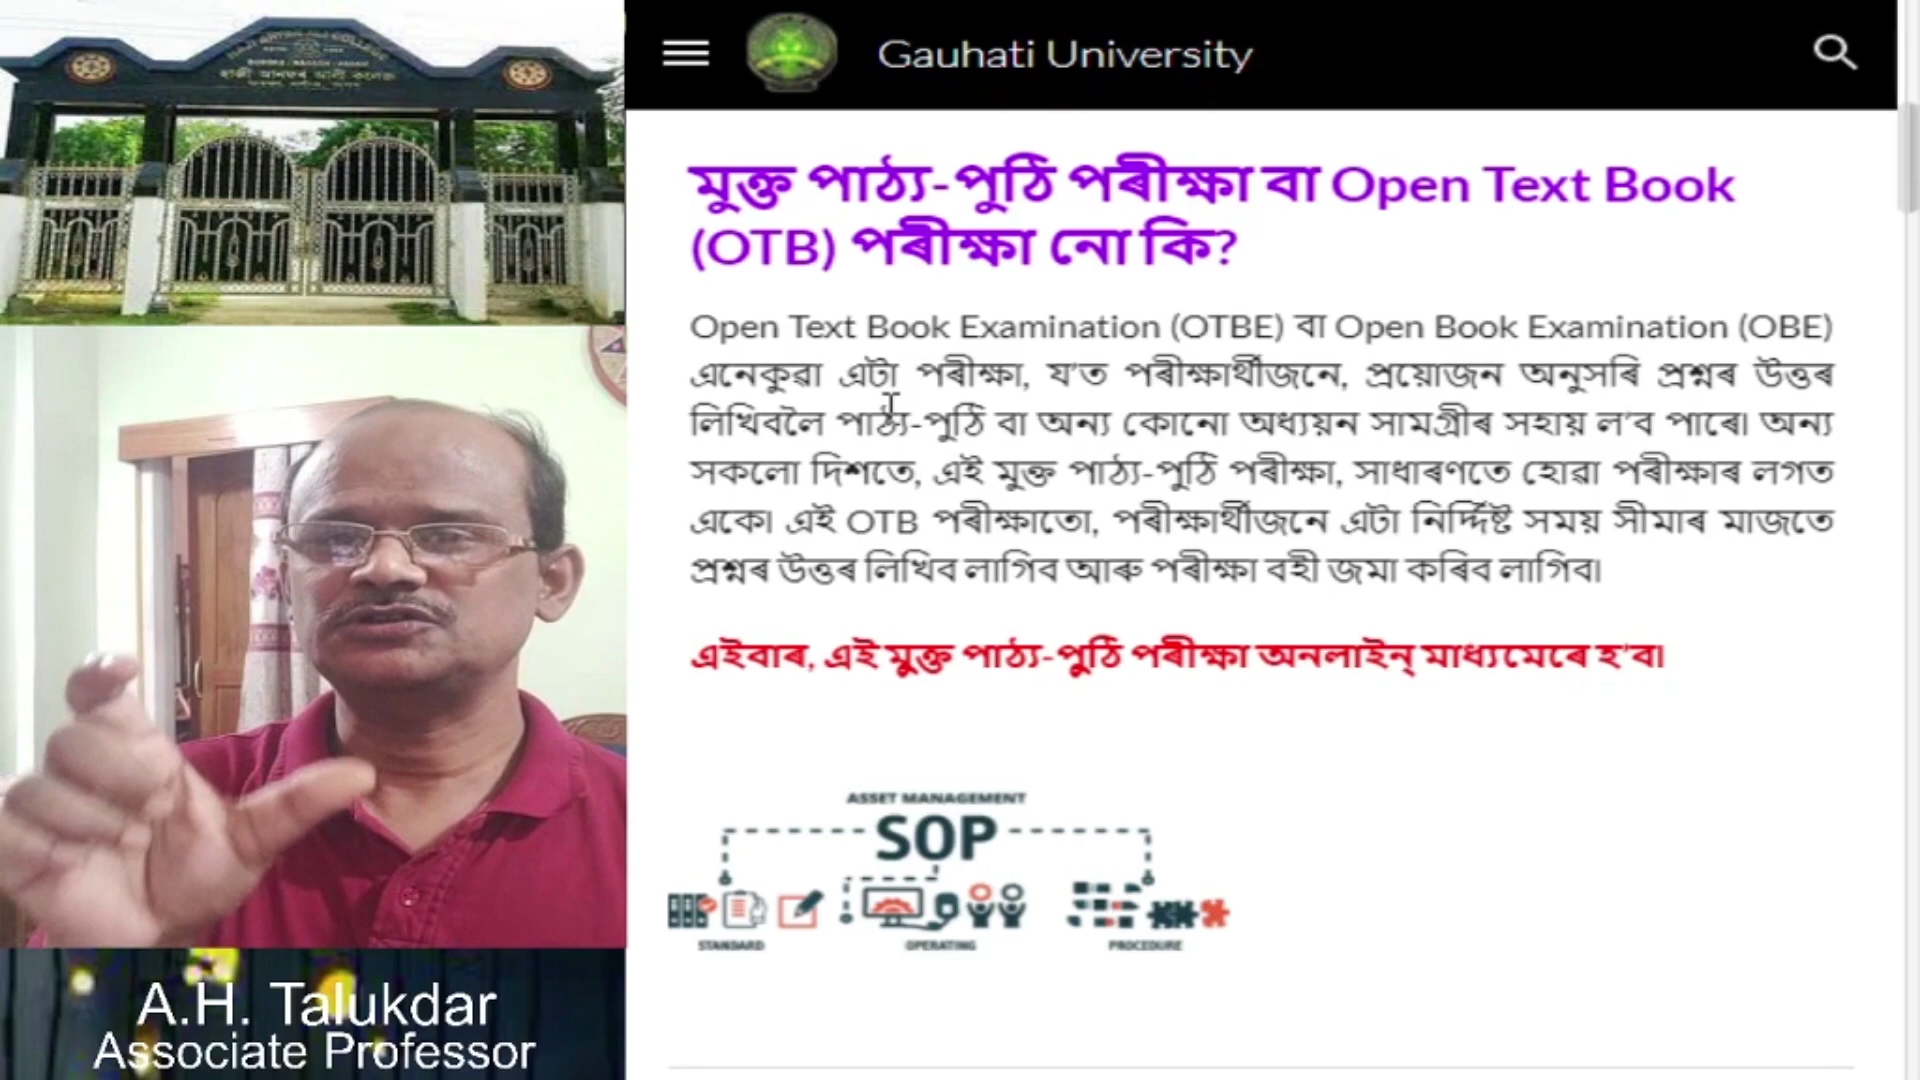 হাজী আনফৰ আলী কলেজ
Gauhati University
মুক্ত পাঠ্য-পুঠি পৰীক্ষা বা Open Text Book
(OTB) পৰীক্ষা নো কি?
Open Text Book Examination (OTBE) বা Open Book Examination (OBE)
এনেকুৱা এটা পৰীক্ষা, য'ত পৰীক্ষাৰ্থীজনে, প্ৰয়োজন অনুসৰি প্ৰশ্নৰ উত্তৰ
লিখিবলৈ পাঠ্য-পুঠি বা অন্য কোনো অধ্যয়ন সামগ্ৰীৰ সহায় ল'ব পাৰে। অন্য
সকলো দিশতে, এই মুক্ত পাঠ্য-পুঠি পৰীক্ষা, সাধাৰণতে হোৱা পৰীক্ষাৰ লগত
একে। এই OTB পৰীক্ষাতো, পৰীক্ষাৰ্থীজনে এটা নিৰ্দ্দিষ্ট সময় সীমাৰ মাজতে
প্ৰশ্নৰ উত্তৰ লিখিব লাগিব আৰু পৰীক্ষা বহী জমা কৰিব লাগিব।
এইবাৰ, এই মুক্ত পাঠ্য-পুঠি পৰীক্ষা অনলাইন্ মাধ্যমেৰে হ'ব।
ASSET MANAGEMENT
SOP
STANDARD OPERATING PROCEDURE
A.H. Talukdar
Associate Professor